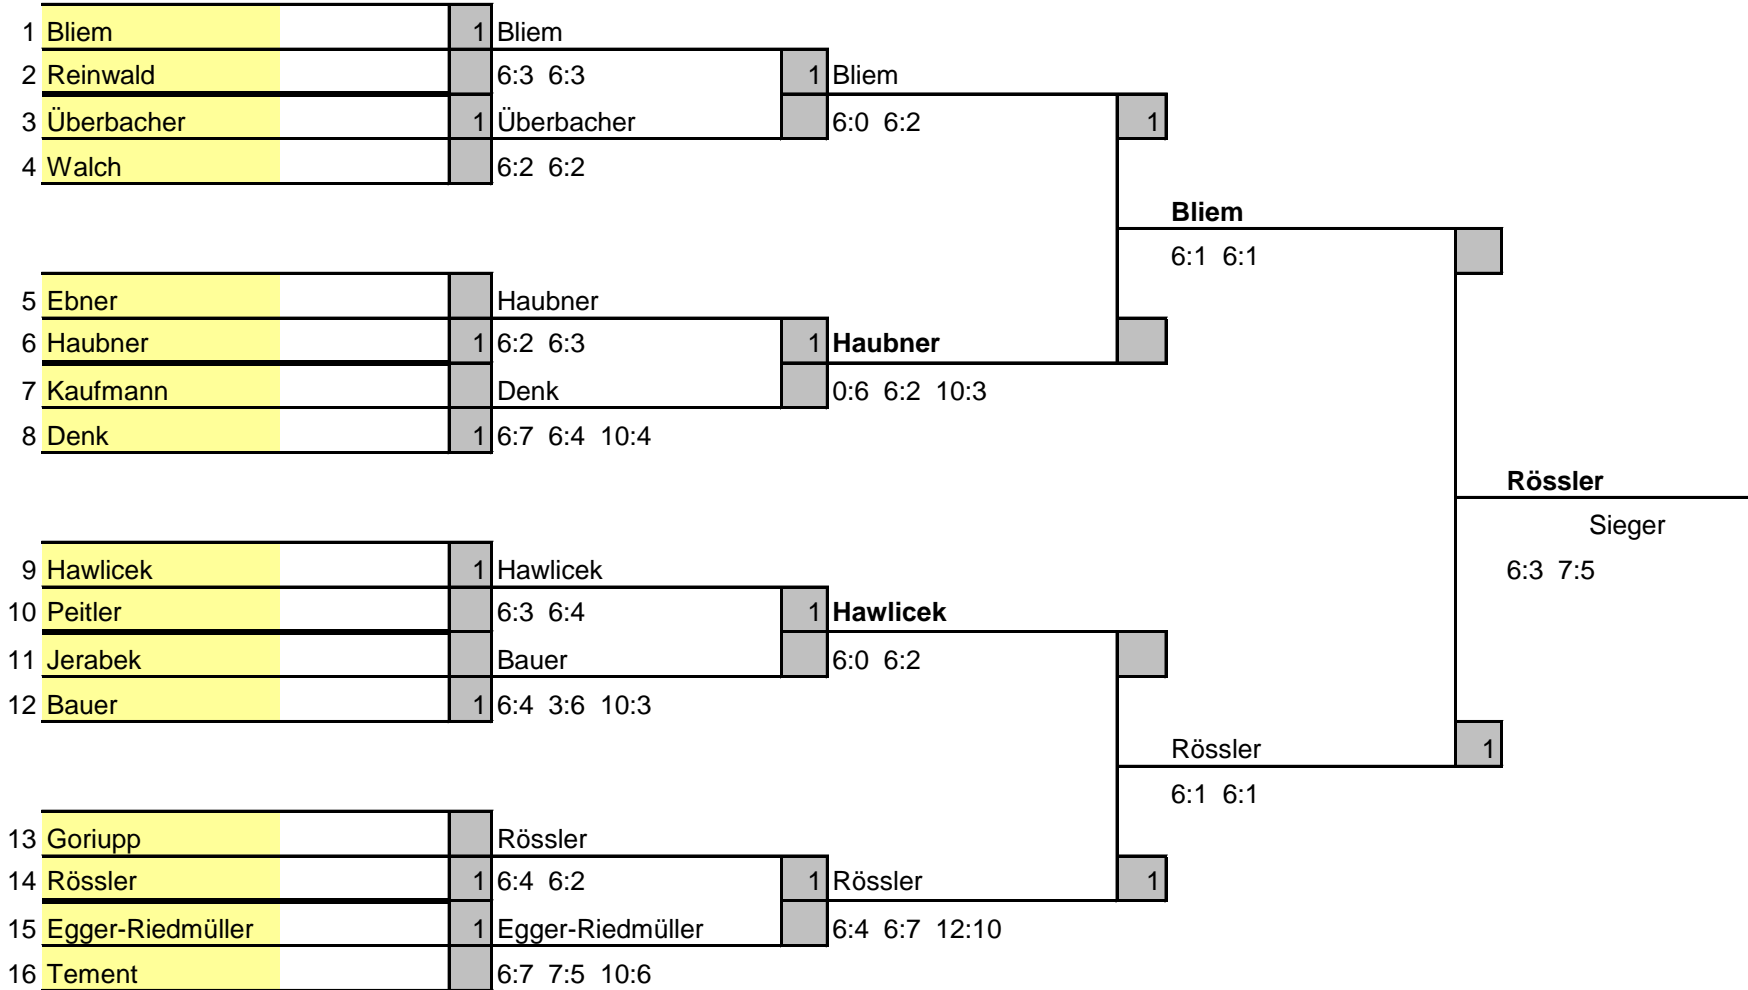 1 Bliem 1 Bliem
2 Reinwald 6:3 6:3 1 Bliem
3 Überbacher 1 Überbacher 6:0 6:2 1
4 Walch 6:2 6:2
Bliem
6:1 6:1
5 Ebner Haubner
6 Haubner 1 6:2 6:3 1 Haubner
7 Kaufmann Denk 0:6 6:2 10:3
8 Denk 1 6:7 6:4 10:4
Rössler
Sieger
9 Hawlicek 1 Hawlicek 6:3 7:5
10 Peitler 6:3 6:4 1 Hawlicek
11 Jerabek Bauer 6:0 6:2
12 Bauer 1 6:4 3:6 10:3
Rössler 1
6:1 6:1
13 Goriupp Rössler
14 Rössler 1 6:4 6:2 1 Rössler 1
15 Egger-Riedmüller 1 Egger-Riedmüller 6:4 6:7 12:10
16 Tement 6:7 7:5 10:6